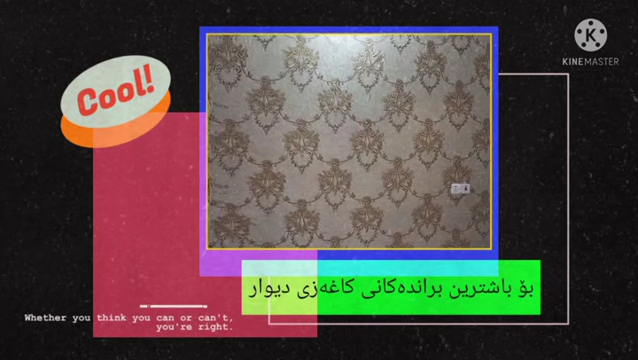 KINEMASTER
Cool!
بۆ باشترین براندەکانی کاغەزی دیوار
Whether you think you can or can't,
you're right.